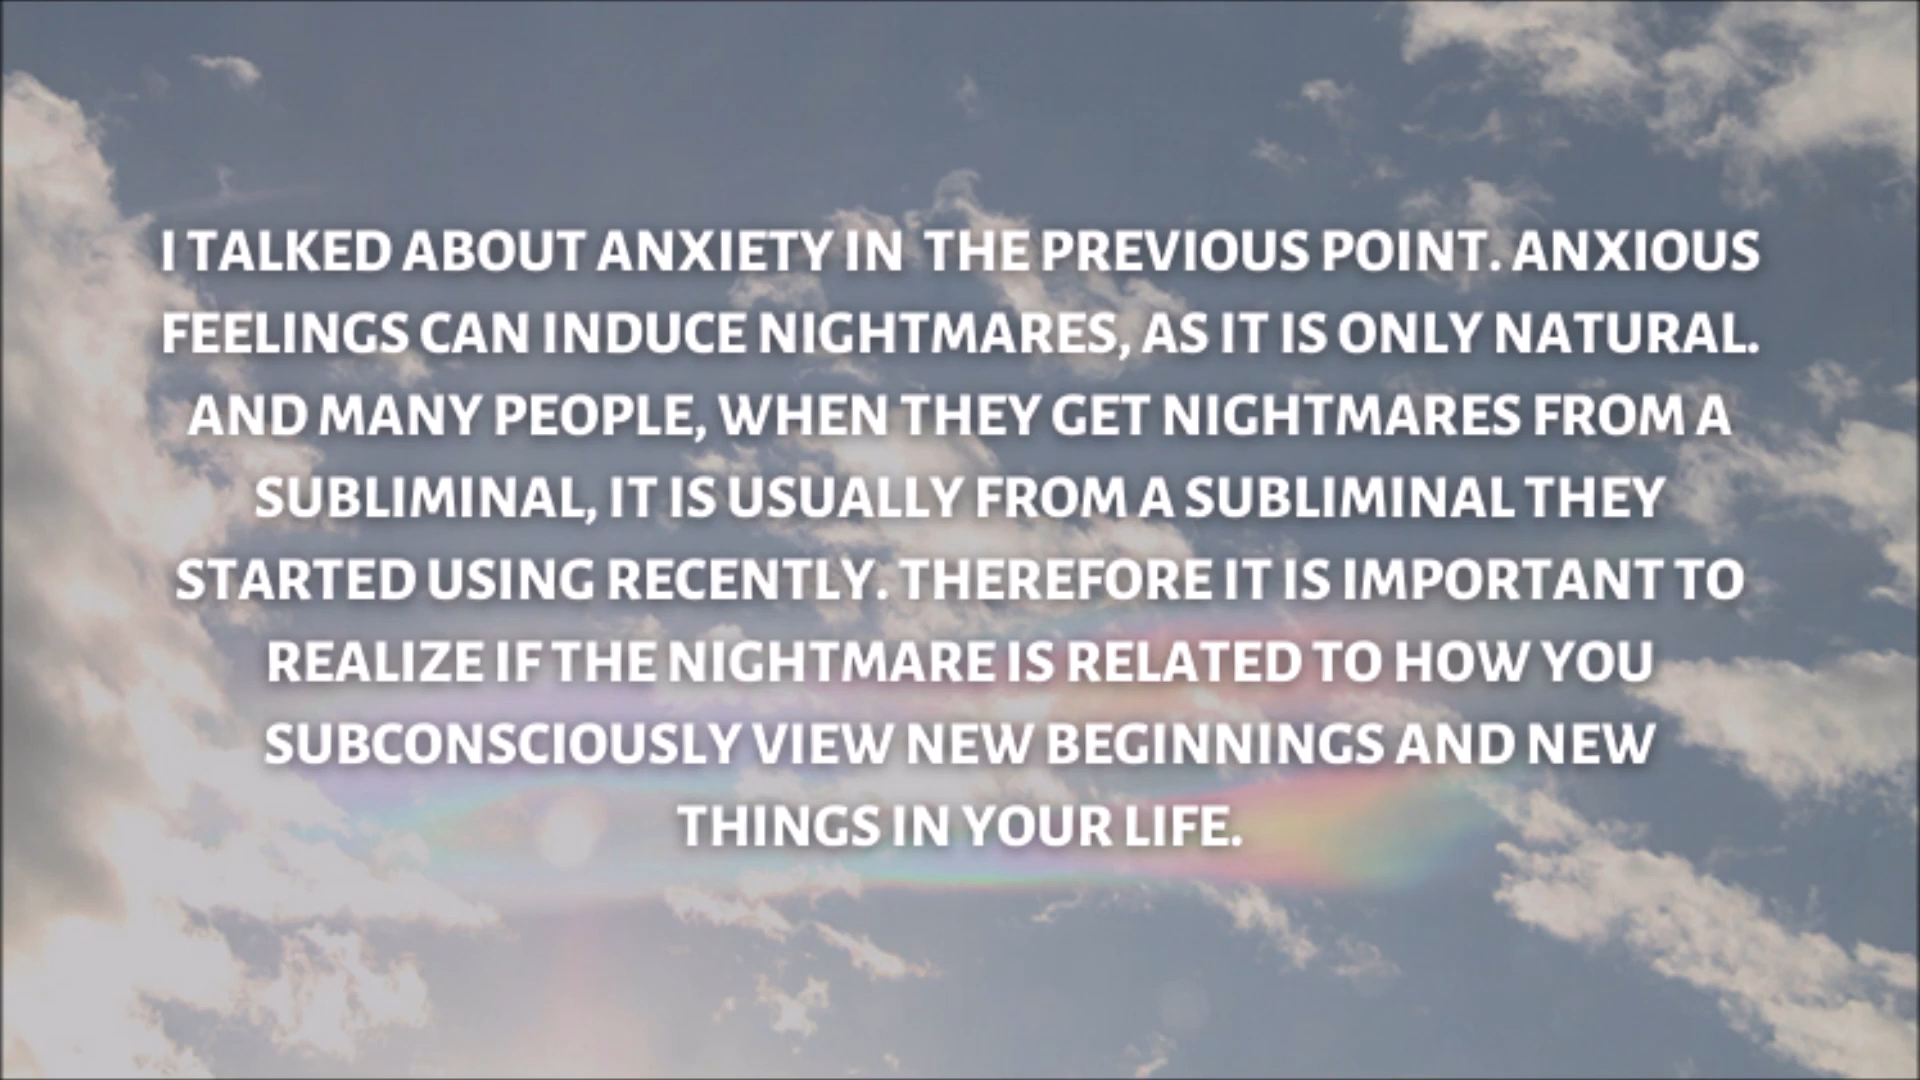 I TALKED ABOUT ANXIETY IN THE PREVIOUS POINT. ANXIOUS
FEELINGS CAN INDUCE NIGHTMARES, AS IT IS ONLY NATURAL.
AND MANY PEOPLE, WHEN THEY GET NIGHTMARES FROM A
SUBLIMINAL, IT IS USUALLY FROM A SUBLIMINAL THEY
STARTED USING RECENTLY. THEREFORE IT IS IMPORTANT TO
REALIZE IF THE NIGHTMARE IS RELATED TO HOW YOU
SUBCONSCIOUSLY VIEW NEW BEGINNINGS AND NEW
THINGS IN YOUR LIFE.